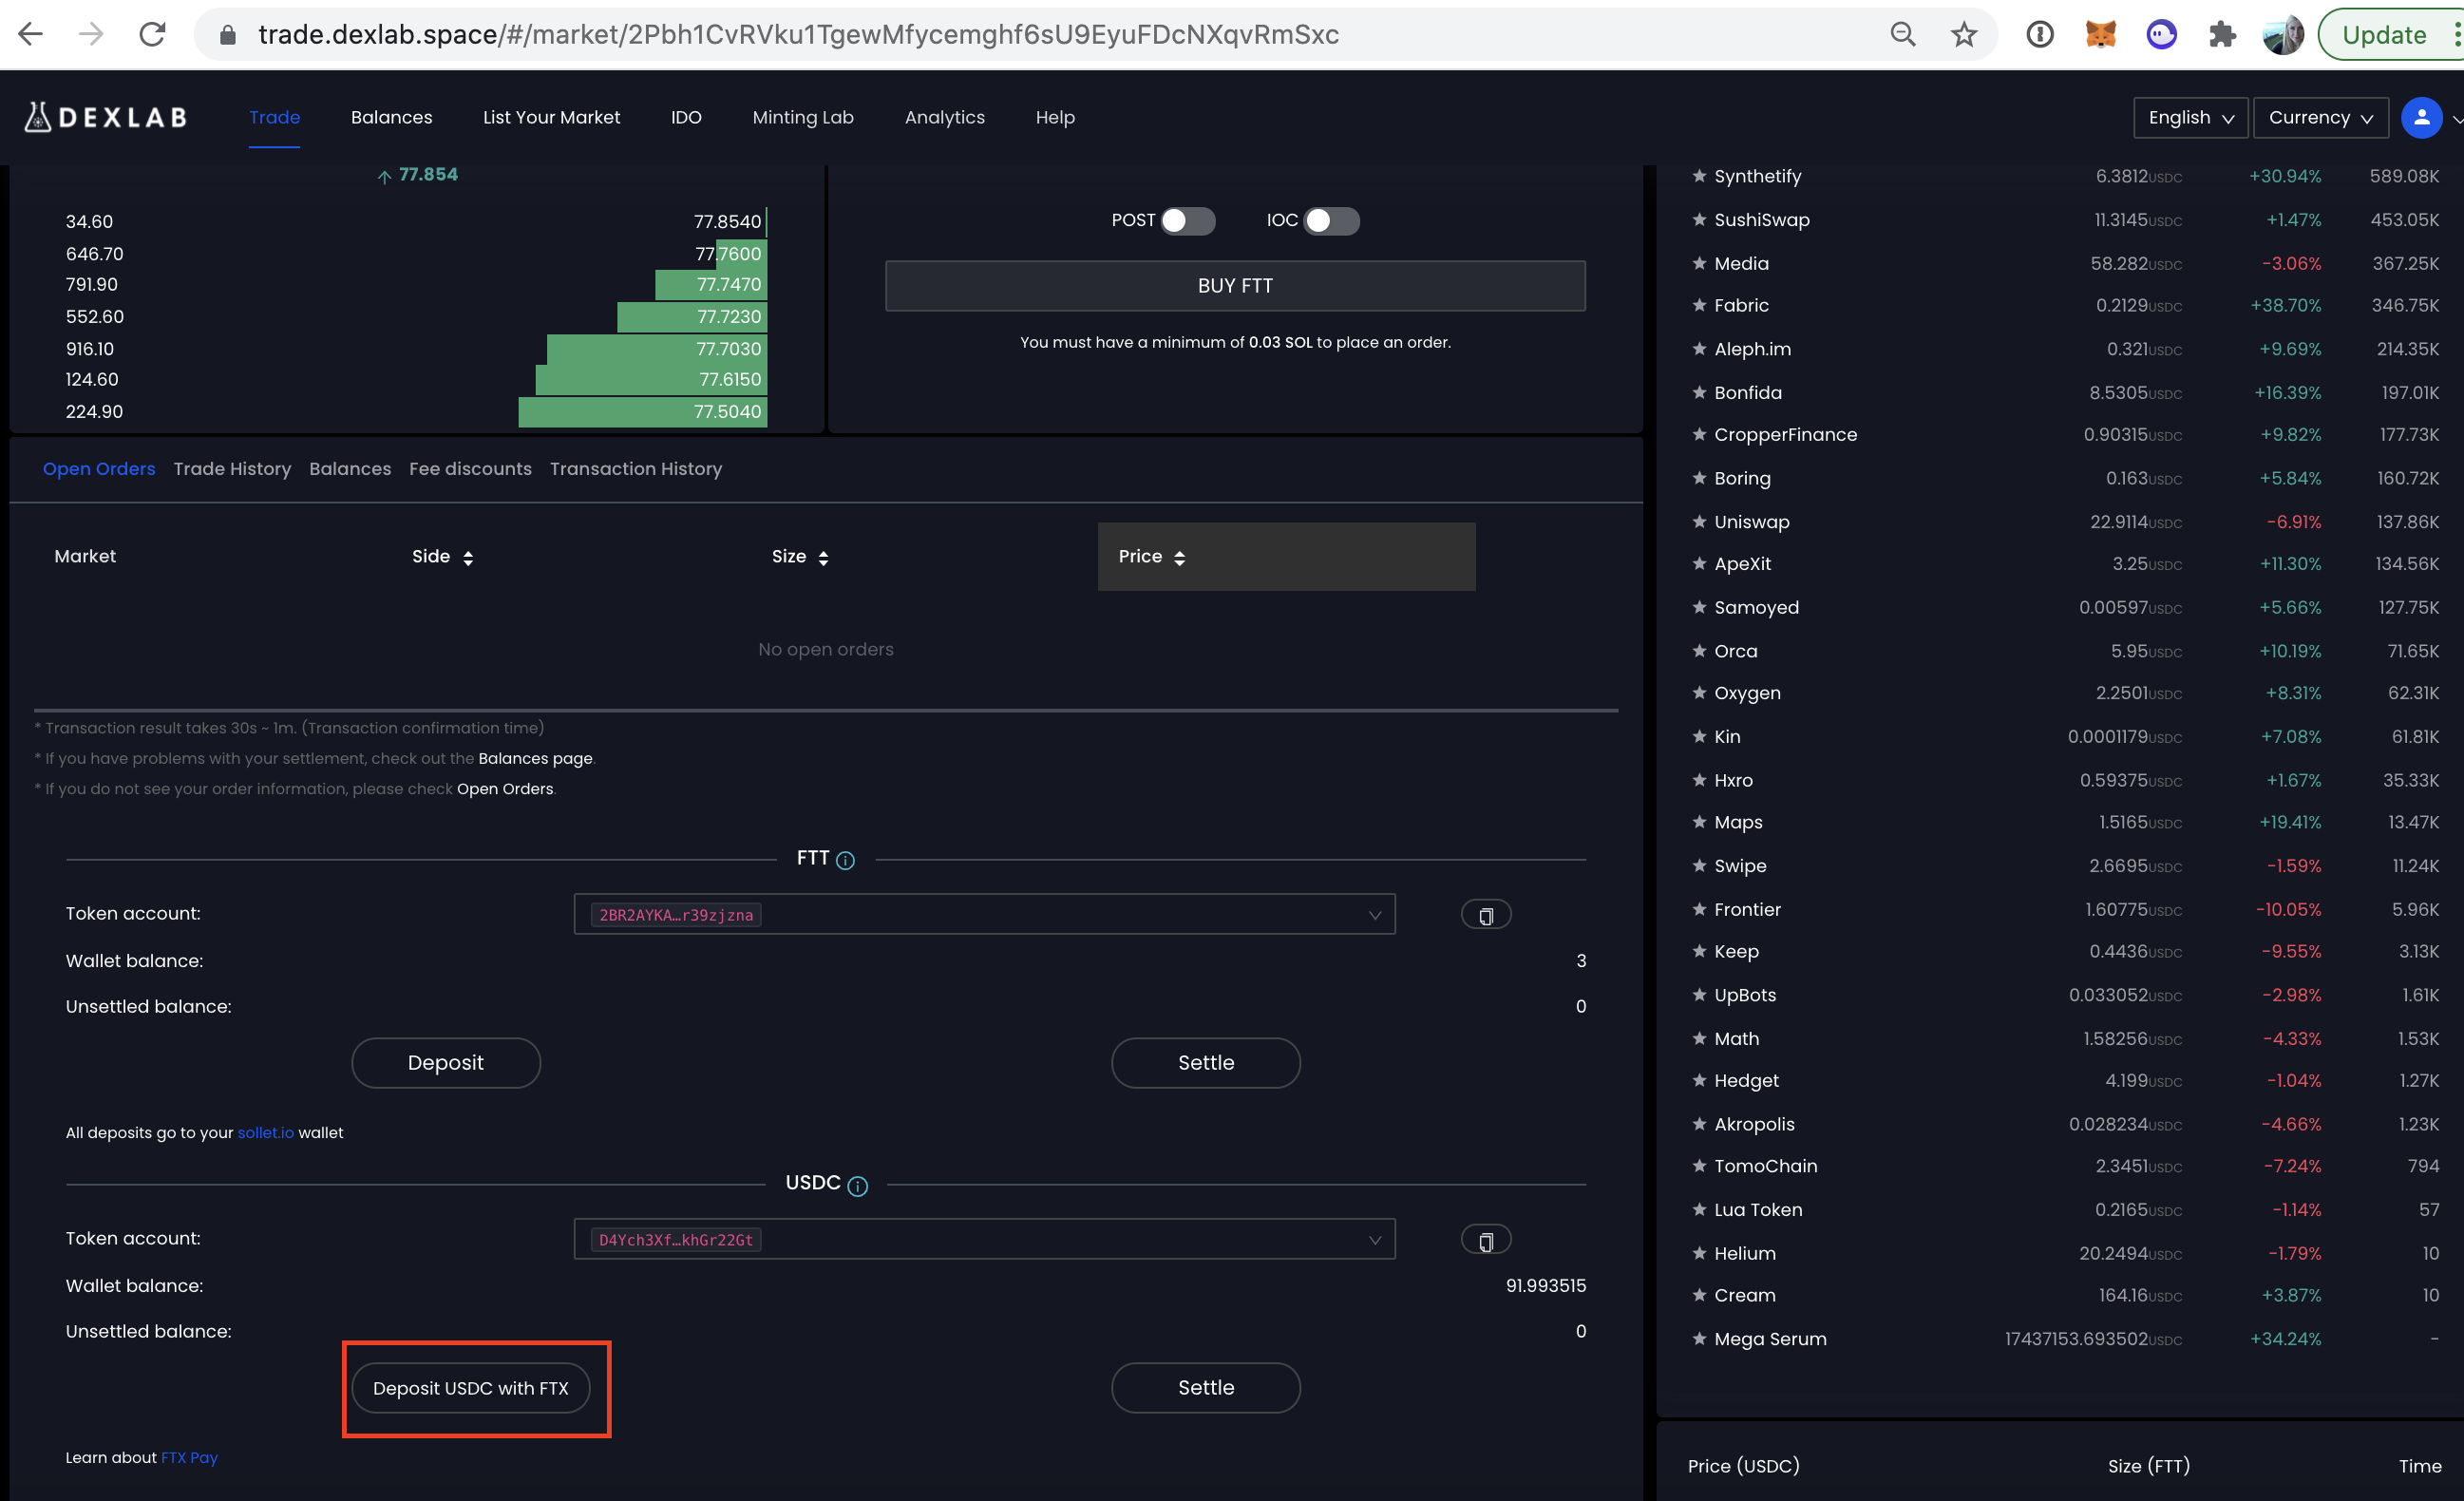 trade.dexlab.space/#/market/2Pbh1CvRVku1TgewMfycemghf6sU9EyuFDcNXqvRmSxc
Update
DEXLAB
Trade
Balances
List Your Market
IDO
Minting Lab
Analytics
Help
English
Currency
77.854
34.60 77.8540
646.70 77.7600
791.90 77.7470
552.60 77.7230
916.10 77.7030
124.60 77.6150
224.90 77.5040
POST
IOC
BUY FTT
You must have a minimum of 0.03 SOL to place an order.
Open Orders Trade History Balances Fee discounts Transaction History
Market Side Size Price
No open orders
* Transaction result takes 30s ~ 1m. (Transaction confirmation time)
* If you have problems with your settlement, check out the Balances page.
* If you do not see your order information, please check Open Orders.
FTT
Token account: 2BR2AYKA…r39zjzna
Wallet balance: 3
Unsettled balance: 0
Deposit
Settle
All deposits go to your sollet.io wallet
USDC
Token account: D4Ych3Xf…khGr22Gt
Wallet balance: 91.993515
Unsettled balance: 0
Deposit USDC with FTX
Settle
Learn about FTX Pay
Synthetify 6.3812USDC +30.94% 589.08K
SushiSwap 11.3145USDC +1.47% 453.05K
Media 58.282USDC -3.06% 367.25K
Fabric 0.2129USDC +38.70% 346.75K
Aleph.im 0.321USDC +9.69% 214.35K
Bonfida 8.5305USDC +16.39% 197.01K
CropperFinance 0.90315USDC +9.82% 177.73K
Boring 0.163USDC +5.84% 160.72K
Uniswap 22.9114USDC -6.91% 137.86K
ApeXit 3.25USDC +11.30% 134.56K
Samoyed 0.00597USDC +5.66% 127.75K
Orca 5.95USDC +10.19% 71.65K
Oxygen 2.2501USDC +8.31% 62.31K
Kin 0.0001179USDC +7.08% 61.81K
Hxro 0.59375USDC +1.67% 35.33K
Maps 1.5165USDC +19.41% 13.47K
Swipe 2.6695USDC -1.59% 11.24K
Frontier 1.60775USDC -10.05% 5.96K
Keep 0.4436USDC -9.55% 3.13K
UpBots 0.033052USDC -2.98% 1.61K
Math 1.58256USDC -4.33% 1.53K
Hedget 4.199USDC -1.04% 1.27K
Akropolis 0.028234USDC -4.66% 1.23K
TomoChain 2.3451USDC -7.24% 794
Lua Token 0.2165USDC -1.14% 57
Helium 20.2494USDC -1.79% 10
Cream 164.16USDC +3.87% 10
Mega Serum 17437153.693502USDC +34.24% -
Price (USDC) Size (FTT) Time